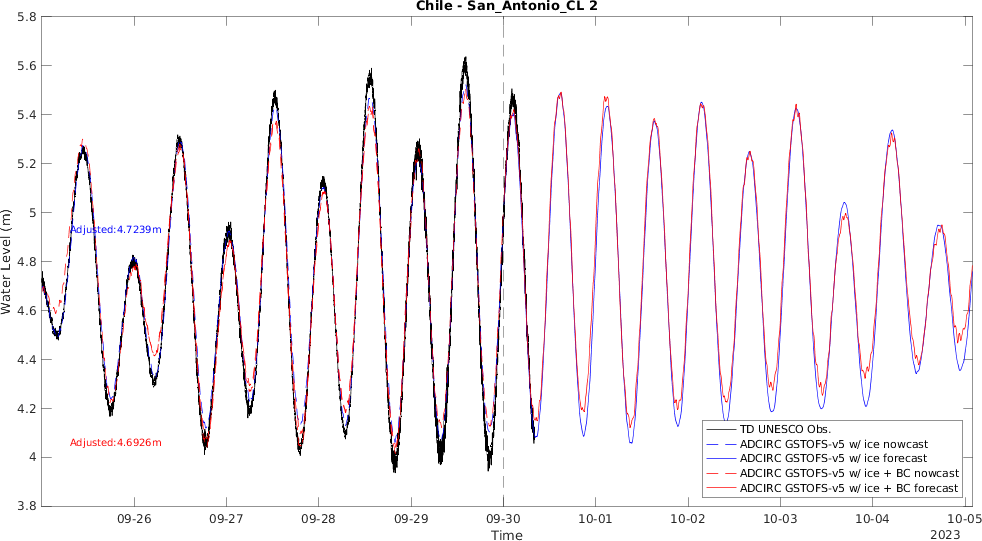 Chile - San_Antonio_CL 2
5.8
5.6
5.4
5.2
5
4.8
4.6
4.4
4.2
4
3.8
Water Level (m)
Adjusted:4.7239m
Adjusted:4.6926m
TD UNESCO Obs.
ADCIRC GSTOFS-v5 w/ ice nowcast
ADCIRC GSTOFS-v5 w/ ice forecast
ADCIRC GSTOFS-v5 w/ ice + BC nowcast
ADCIRC GSTOFS-v5 w/ ice + BC forecast
09-26 09-27 09-28 09-29 09-30 10-01 10-02 10-03 10-04 10-05
Time
2023